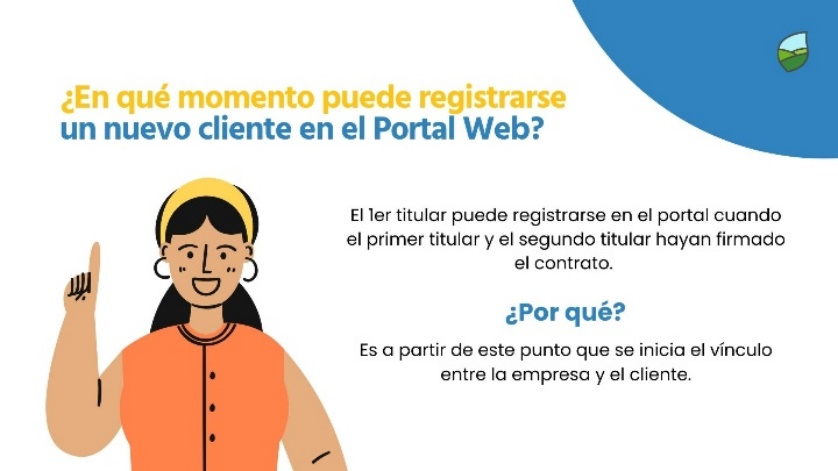 ¿En qué momento puede registrarse
un nuevo cliente en el Portal Web?
El 1er titular puede registrarse en el portal cuando
el primer titular y el segundo titular hayan firmado
el contrato.
¿Por qué?
Es a partir de este punto que se inicia el vínculo
entre la empresa y el cliente.